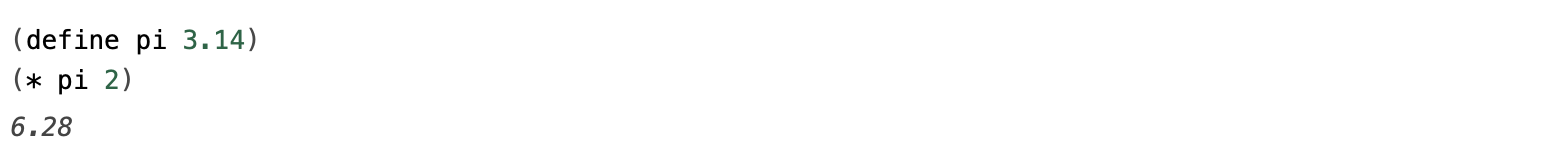 (define pi 3.14)
(* pi 2)
6.28